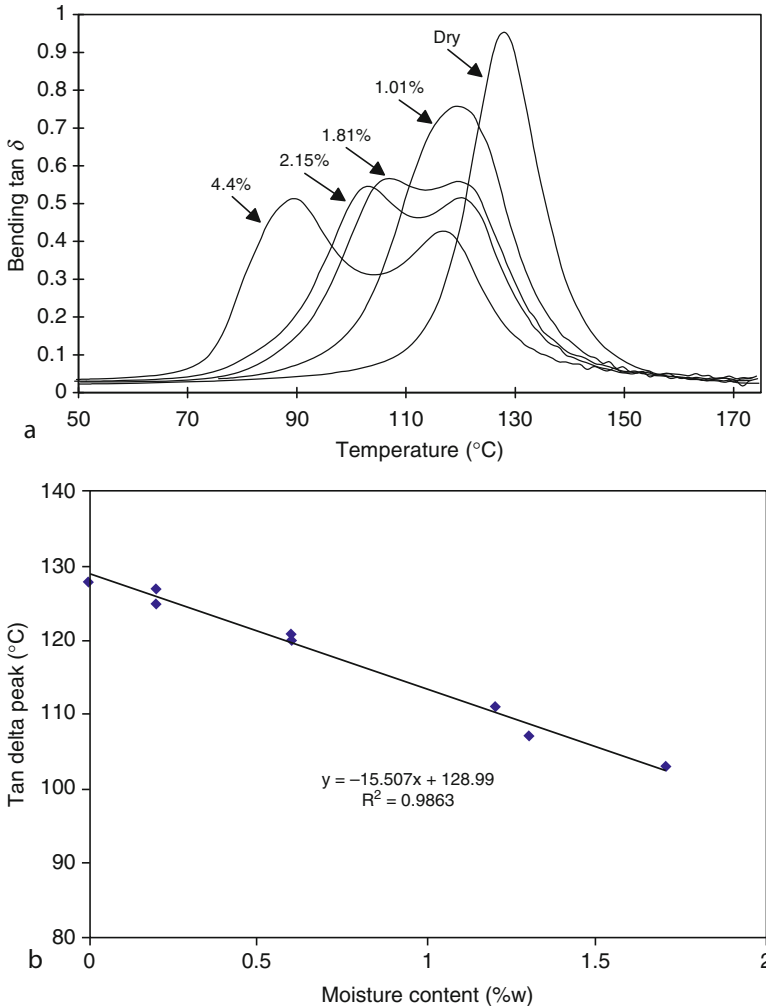 1
0.9
0.8
0.7
0.6
0.5
0.4
0.3
0.2
0.1
0
Bending tan δ
Dry
1.01%
1.81%
2.15%
4.4%
50 70 90 110 130 150 170
Temperature (°C)
a
140
130
120
110
100
90
80
Tan delta peak (°C)
y = –15.507x + 128.99
R² = 0.9863
0 0.5 1 1.5 2
Moisture content (%w)
b